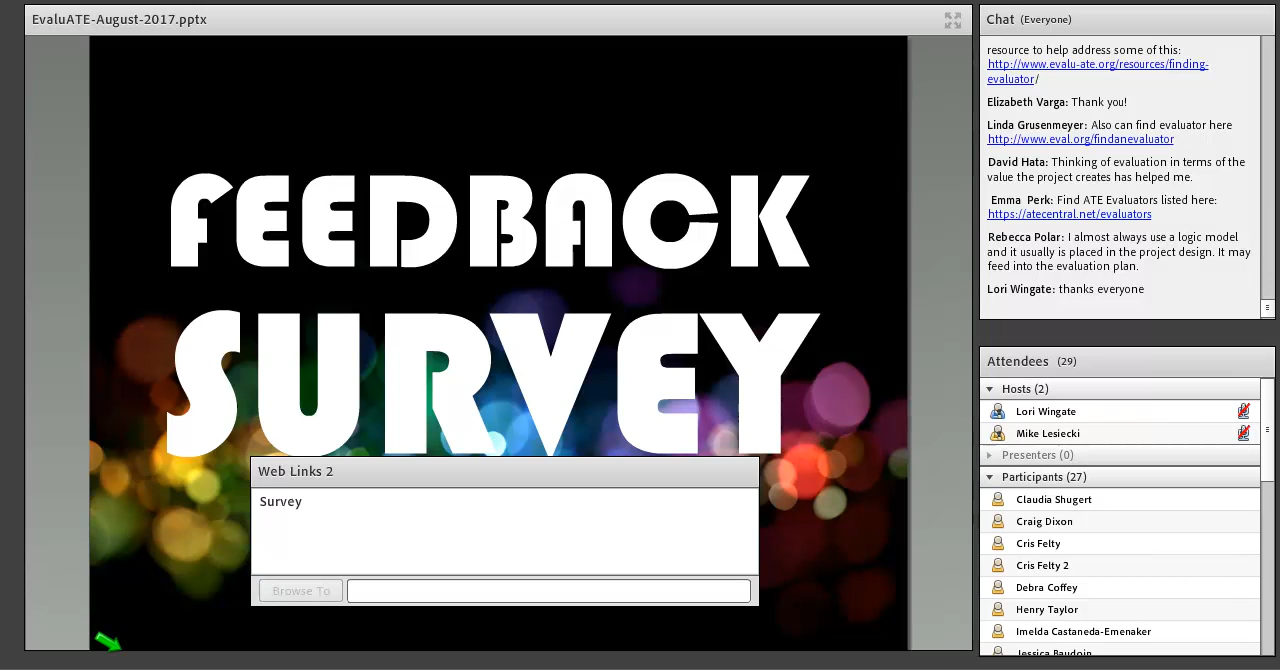 EvaluATE-August-2017.pptx
FEEDBACK
SURVEY
Web Links 2
Survey
Browse To
Chat (Everyone)
resource to help address some of this:
http://www.evalu-ate.org/resources/finding-
evaluator/
Elizabeth Varga: Thank you!
Linda Grusenmeyer: Also can find evaluator here
http://www.eval.org/findanevaluator
David Hata: Thinking of evaluation in terms of the
value the project creates has helped me.
Emma Perk: Find ATE Evaluators listed here:
https://atecentral.net/evaluators
Rebecca Polar: I almost always use a logic model
and it usually is placed in the project design. It may
feed into the evaluation plan.
Lori Wingate: thanks everyone
Attendees (29)
Hosts (2)
Lori Wingate
Mike Lesiecki
Presenters (0)
Participants (27)
Claudia Shugert
Craig Dixon
Cris Felty
Cris Felty 2
Debra Coffey
Henry Taylor
Imelda Castaneda-Emenaker
Jessica Baudoin